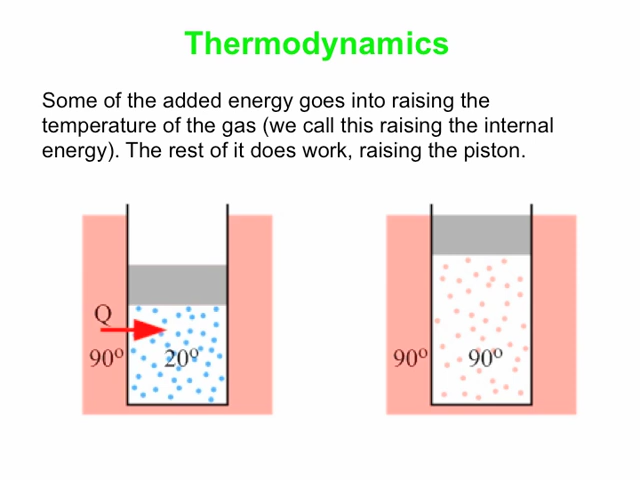 Thermodynamics
Some of the added energy goes into raising the
temperature of the gas (we call this raising the internal
energy). The rest of it does work, raising the piston.
Q
90º 20º
90º 90º